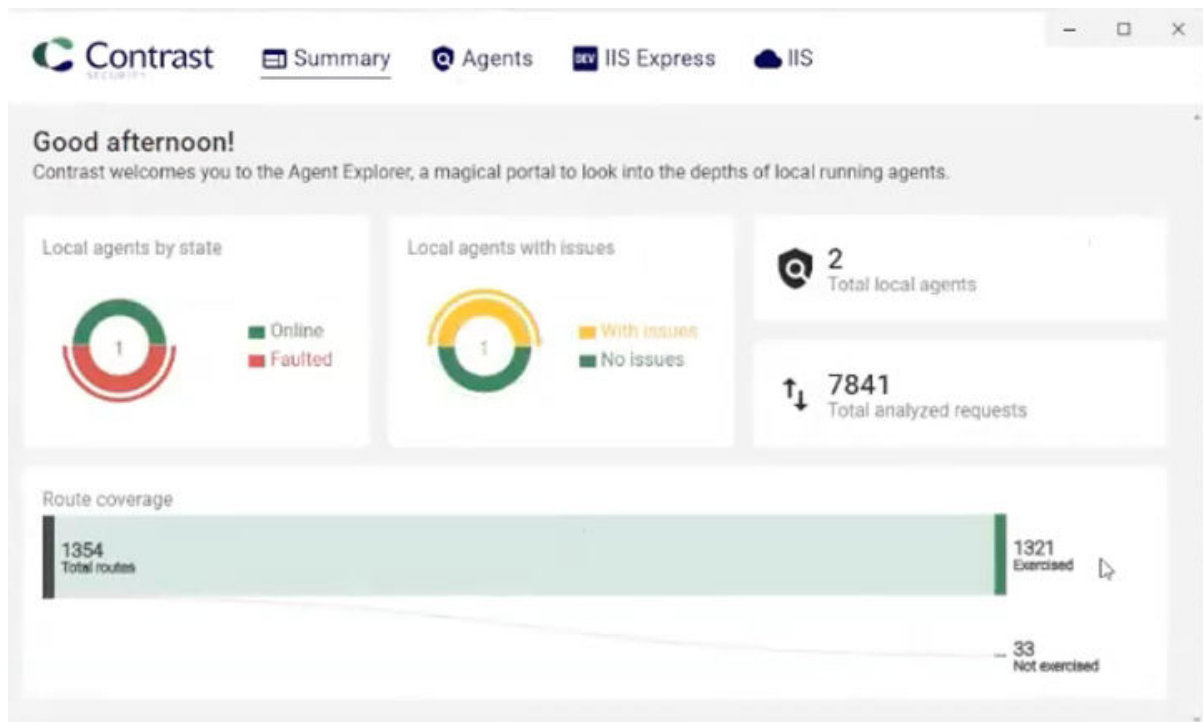 Contrast
SECURITY
Summary
Agents
DEV IIS Express
IIS
Good afternoon!
Contrast welcomes you to the Agent Explorer, a magical portal to look into the depths of local running agents.
Local agents by state
1
Online
Faulted
Local agents with issues
1
With issues
No issues
2
Total local agents
7841
Total analyzed requests
Route coverage
1354
Total routes
1321
Exercised
33
Not exercised